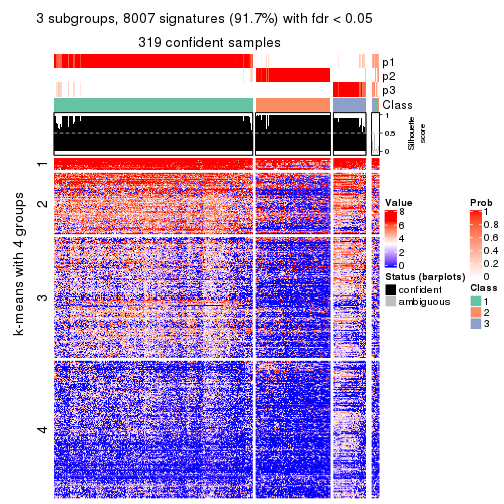 3 subgroups, 8007 signatures (91.7%) with fdr < 0.05
319 confident samples
p1
p2
p3
Class
1
0.5
0
Silhouette
score
k-means with 4 groups
1
2
3
4
Value
8
6
4
2
0
Status (barplots)
confident
ambiguous
Prob
1
0.8
0.6
0.4
0.2
0
Class
1
2
3